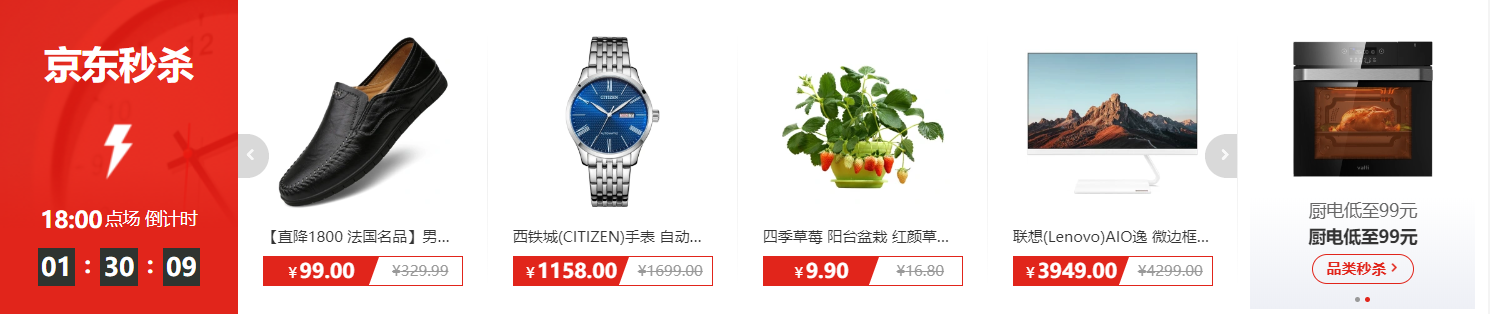 京东秒杀
18:00 点场 倒计时
01 : 30 : 09
【直降1800 法国名品】男...
¥99.00 ¥329.99
CITIZEN
AUTOMATIC
西铁城(CITIZEN)手表 自动...
¥1158.00 ¥1699.00
四季草莓 阳台盆栽 红颜草...
¥9.90 ¥16.80
联想(Lenovo)AIO逸 微边框...
¥3949.00 ¥4299.00
vatti
厨电低至99元
厨电低至99元
品类秒杀 >